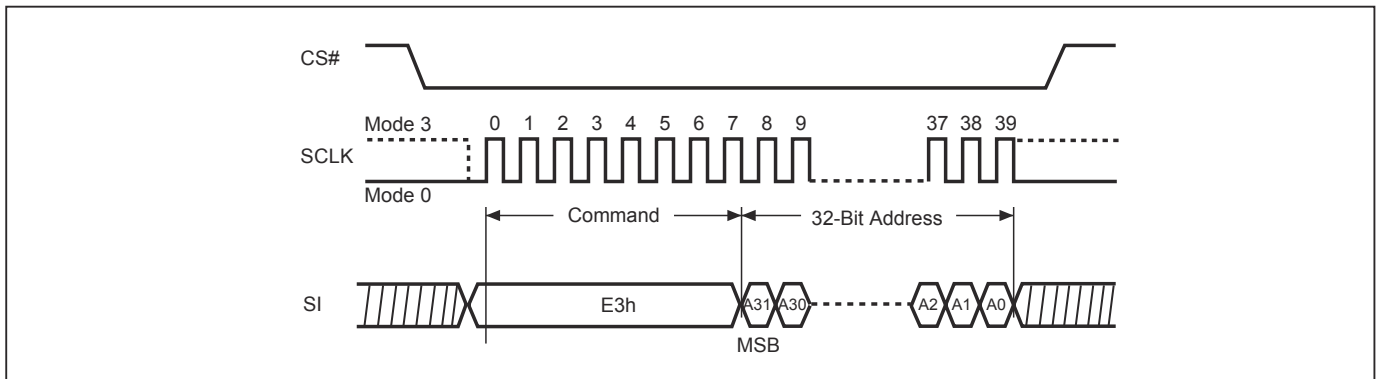 CS#
Mode 3
0 1 2 3 4 5 6 7 8 9 37 38 39
SCLK
Mode 0
Command
32-Bit Address
SI
E3h
A31 A30 A2 A1 A0
MSB